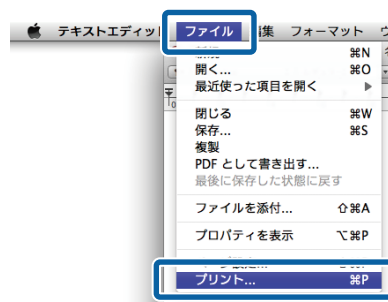 テキストエディッ ファイル 集 フォーマット
⌘N
開く... ⌘O
最近使った項目を開く ▶
閉じる ⌘W
保存... ⌘S
複製
PDF として書き出す...
最後に保存した状態に戻す
ファイルを添付... ⇧⌘A
プロパティを表示 ⌥⌘P
プリント... ⌘P